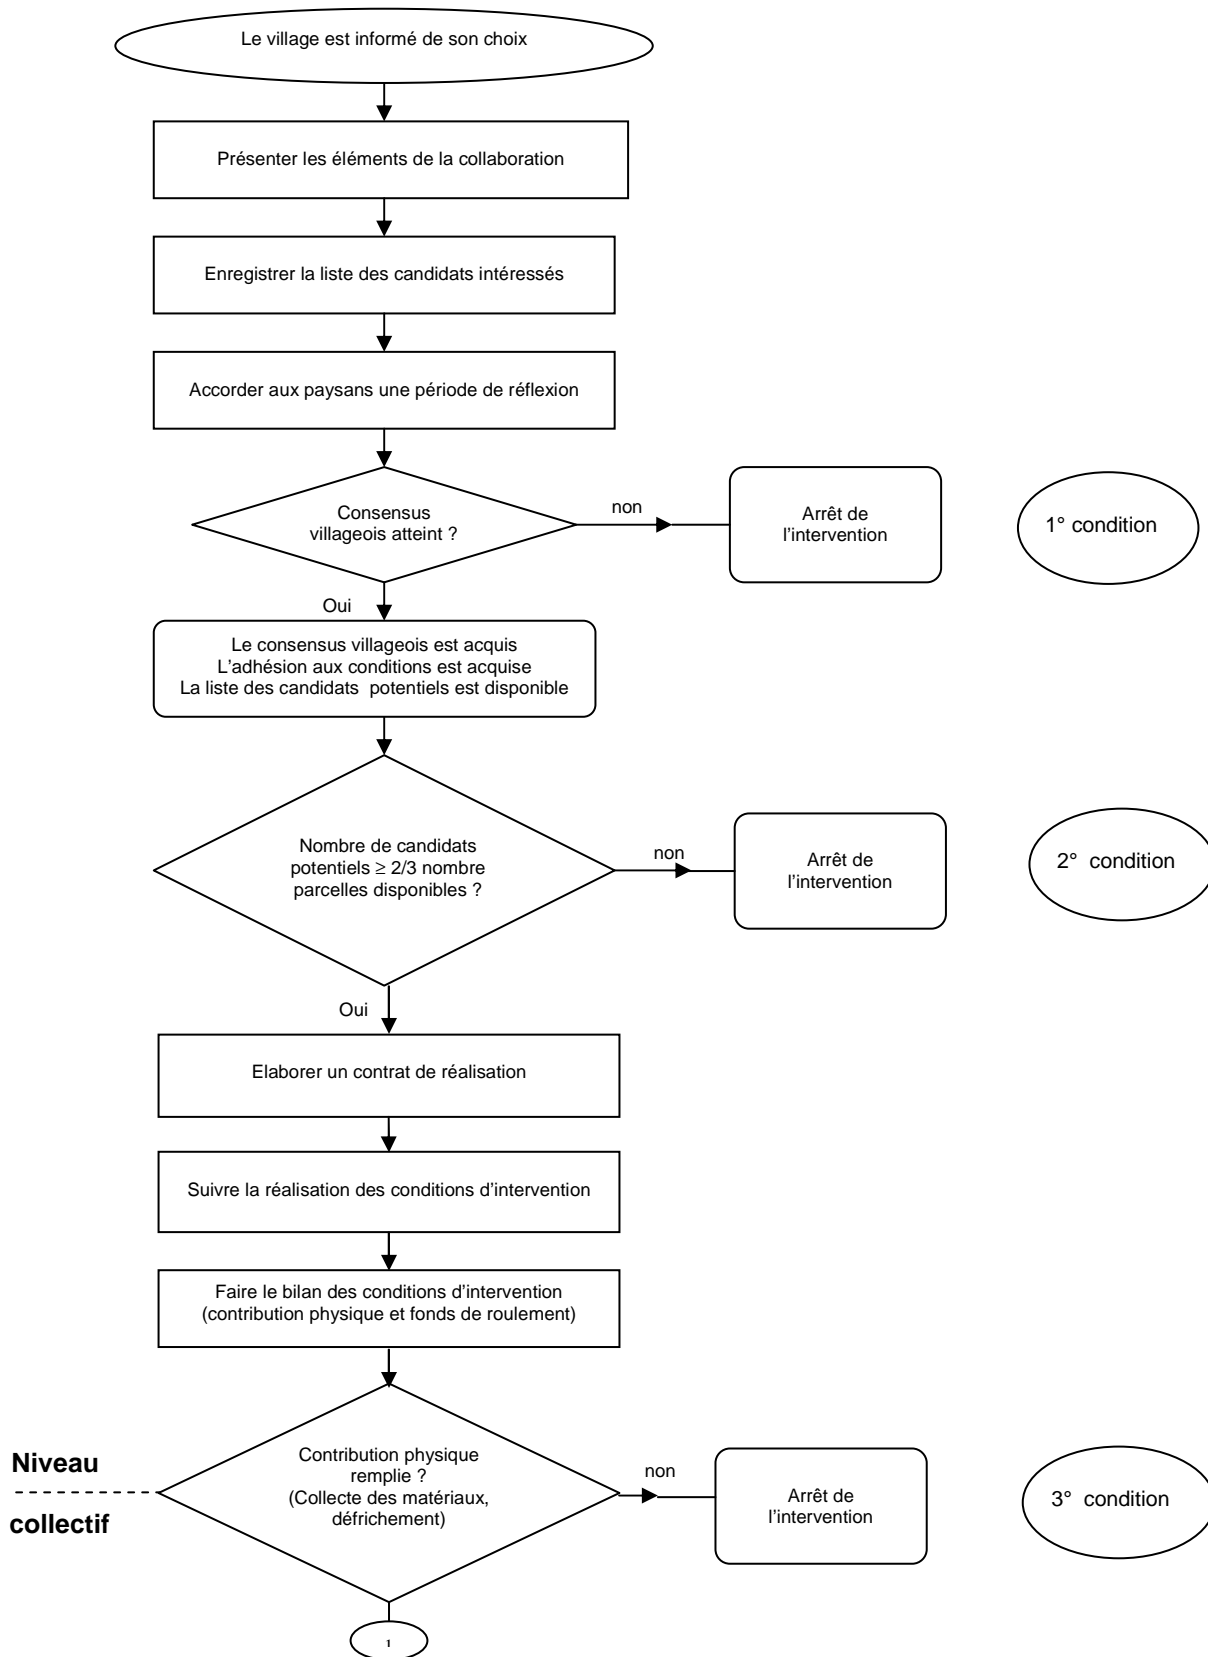 Le village est informé de son choix
Présenter les éléments de la collaboration
Enregistrer la liste des candidats intéressés
Accorder aux paysans une période de réflexion
Consensus
villageois atteint ?
non
Arrêt de
l'intervention
1° condition
Oui
Le consensus villageois est acquis
L'adhésion aux conditions est acquise
La liste des candidats potentiels est disponible
Nombre de candidats
potentiels ≥ 2/3 nombre
parcelles disponibles ?
non
Arrêt de
l'intervention
2° condition
Oui
Elaborer un contrat de réalisation
Suivre la réalisation des conditions d'intervention
Faire le bilan des conditions d'intervention
(contribution physique et fonds de roulement)
Niveau
collectif
Contribution physique
remplie ?
(Collecte des matériaux,
défrichement)
non
Arrêt de
l'intervention
3° condition
1